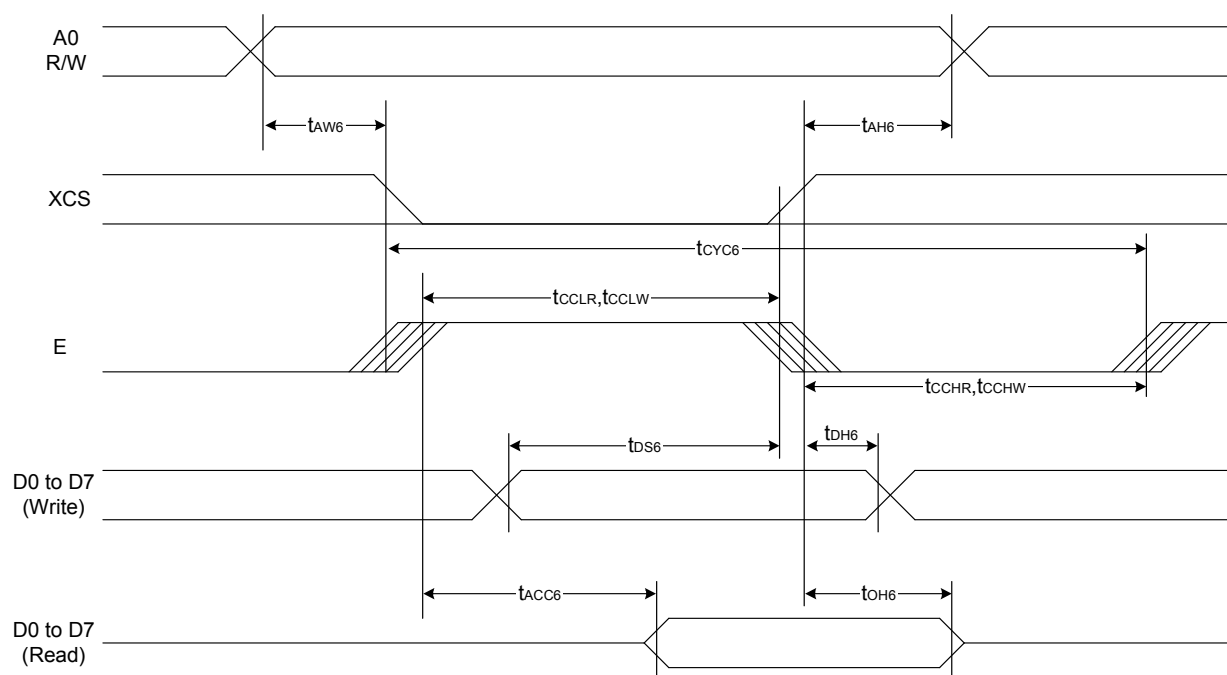 A0
R/W
tAW6
tAH6
XCS
tCYC6
tCCLR,tCCLW
E
tCCHR,tCCHW
tDS6
tDH6
D0 to D7
(Write)
tACC6
tOH6
D0 to D7
(Read)